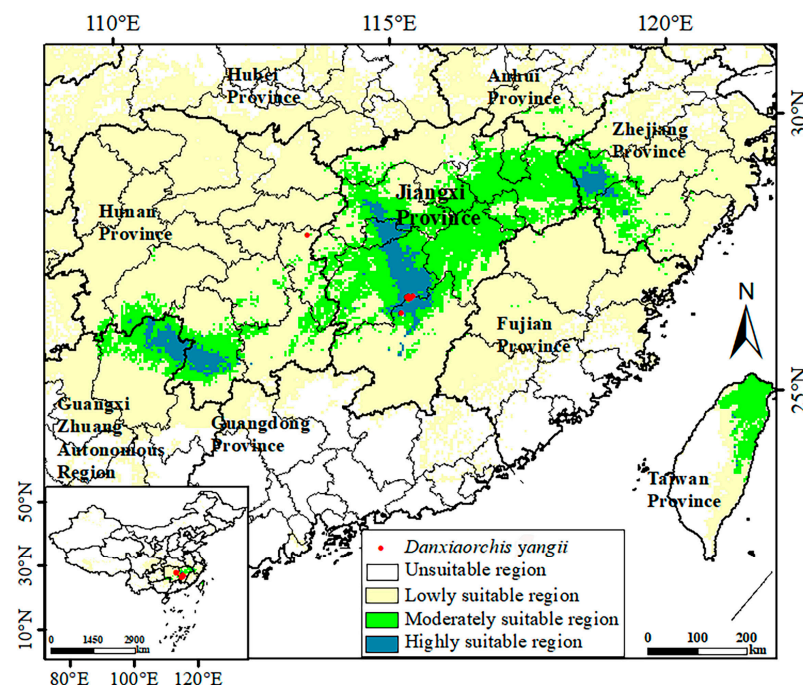 110°E
115°E
120°E
Hubei
Province
Anhui
Province
30°N
Zhejiang
Province
Jiangxi
Province
Hunan
Province
N
Fujian
Province
25°N
Guangxi
Zhuang
Autonomous
Region
Guangdong
Province
Taiwan
Province
50°N
30°N
10°N
0 1450 2900
km
80°E 100°E 120°E
Danxiaorchis yangii
Unsuitable region
Lowly suitable region
Moderately suitable region
Highly suitable region
0 100 200
km